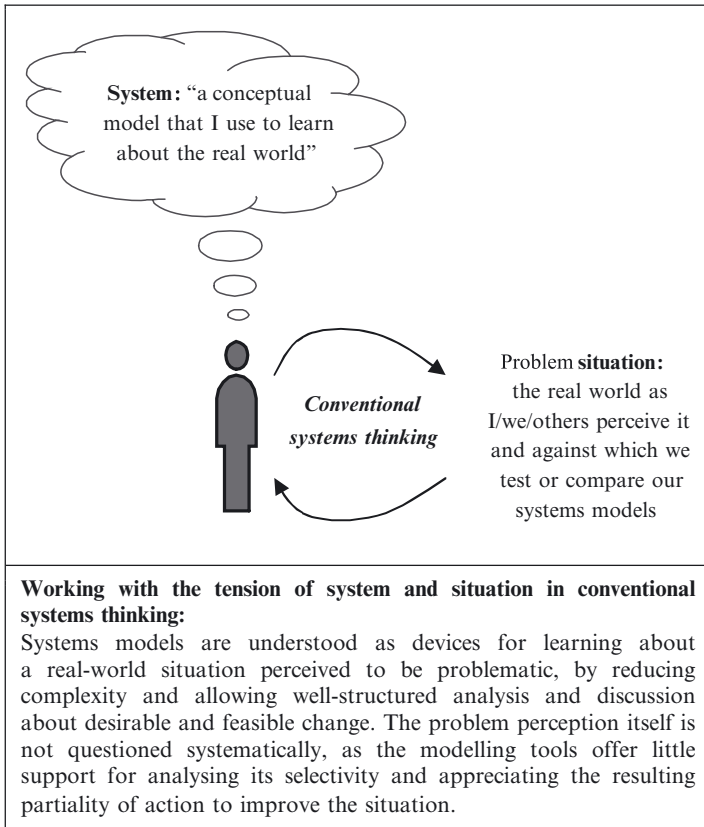 System: “a conceptual
model that I use to learn
about the real world”
Conventional
systems thinking
Problem situation:
the real world as
I/we/others perceive it
and against which we
test or compare our
systems models
Working with the tension of system and situation in conventional
systems thinking:
Systems models are understood as devices for learning about
a real-world situation perceived to be problematic, by reducing
complexity and allowing well-structured analysis and discussion
about desirable and feasible change. The problem perception itself is
not questioned systematically, as the modelling tools offer little
support for analysing its selectivity and appreciating the resulting
partiality of action to improve the situation.